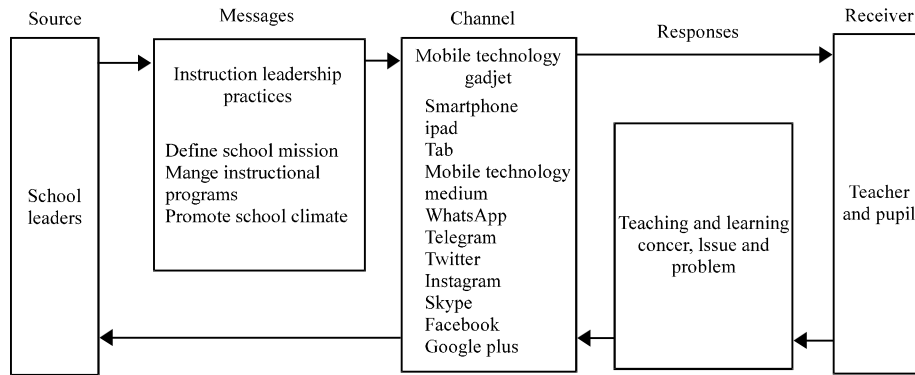 Source
Messages
Channel
Responses
Receiver
School
leaders
Instruction leadership
practices
Define school mission
Mange instructional
programs
Promote school climate
Mobile technology
gadjet
Smartphone
ipad
Tab
Mobile technology
medium
WhatsApp
Telegram
Twitter
Instagram
Skype
Facebook
Google plus
Teaching and learning
concer, Issue and
problem
Teacher
and pupil